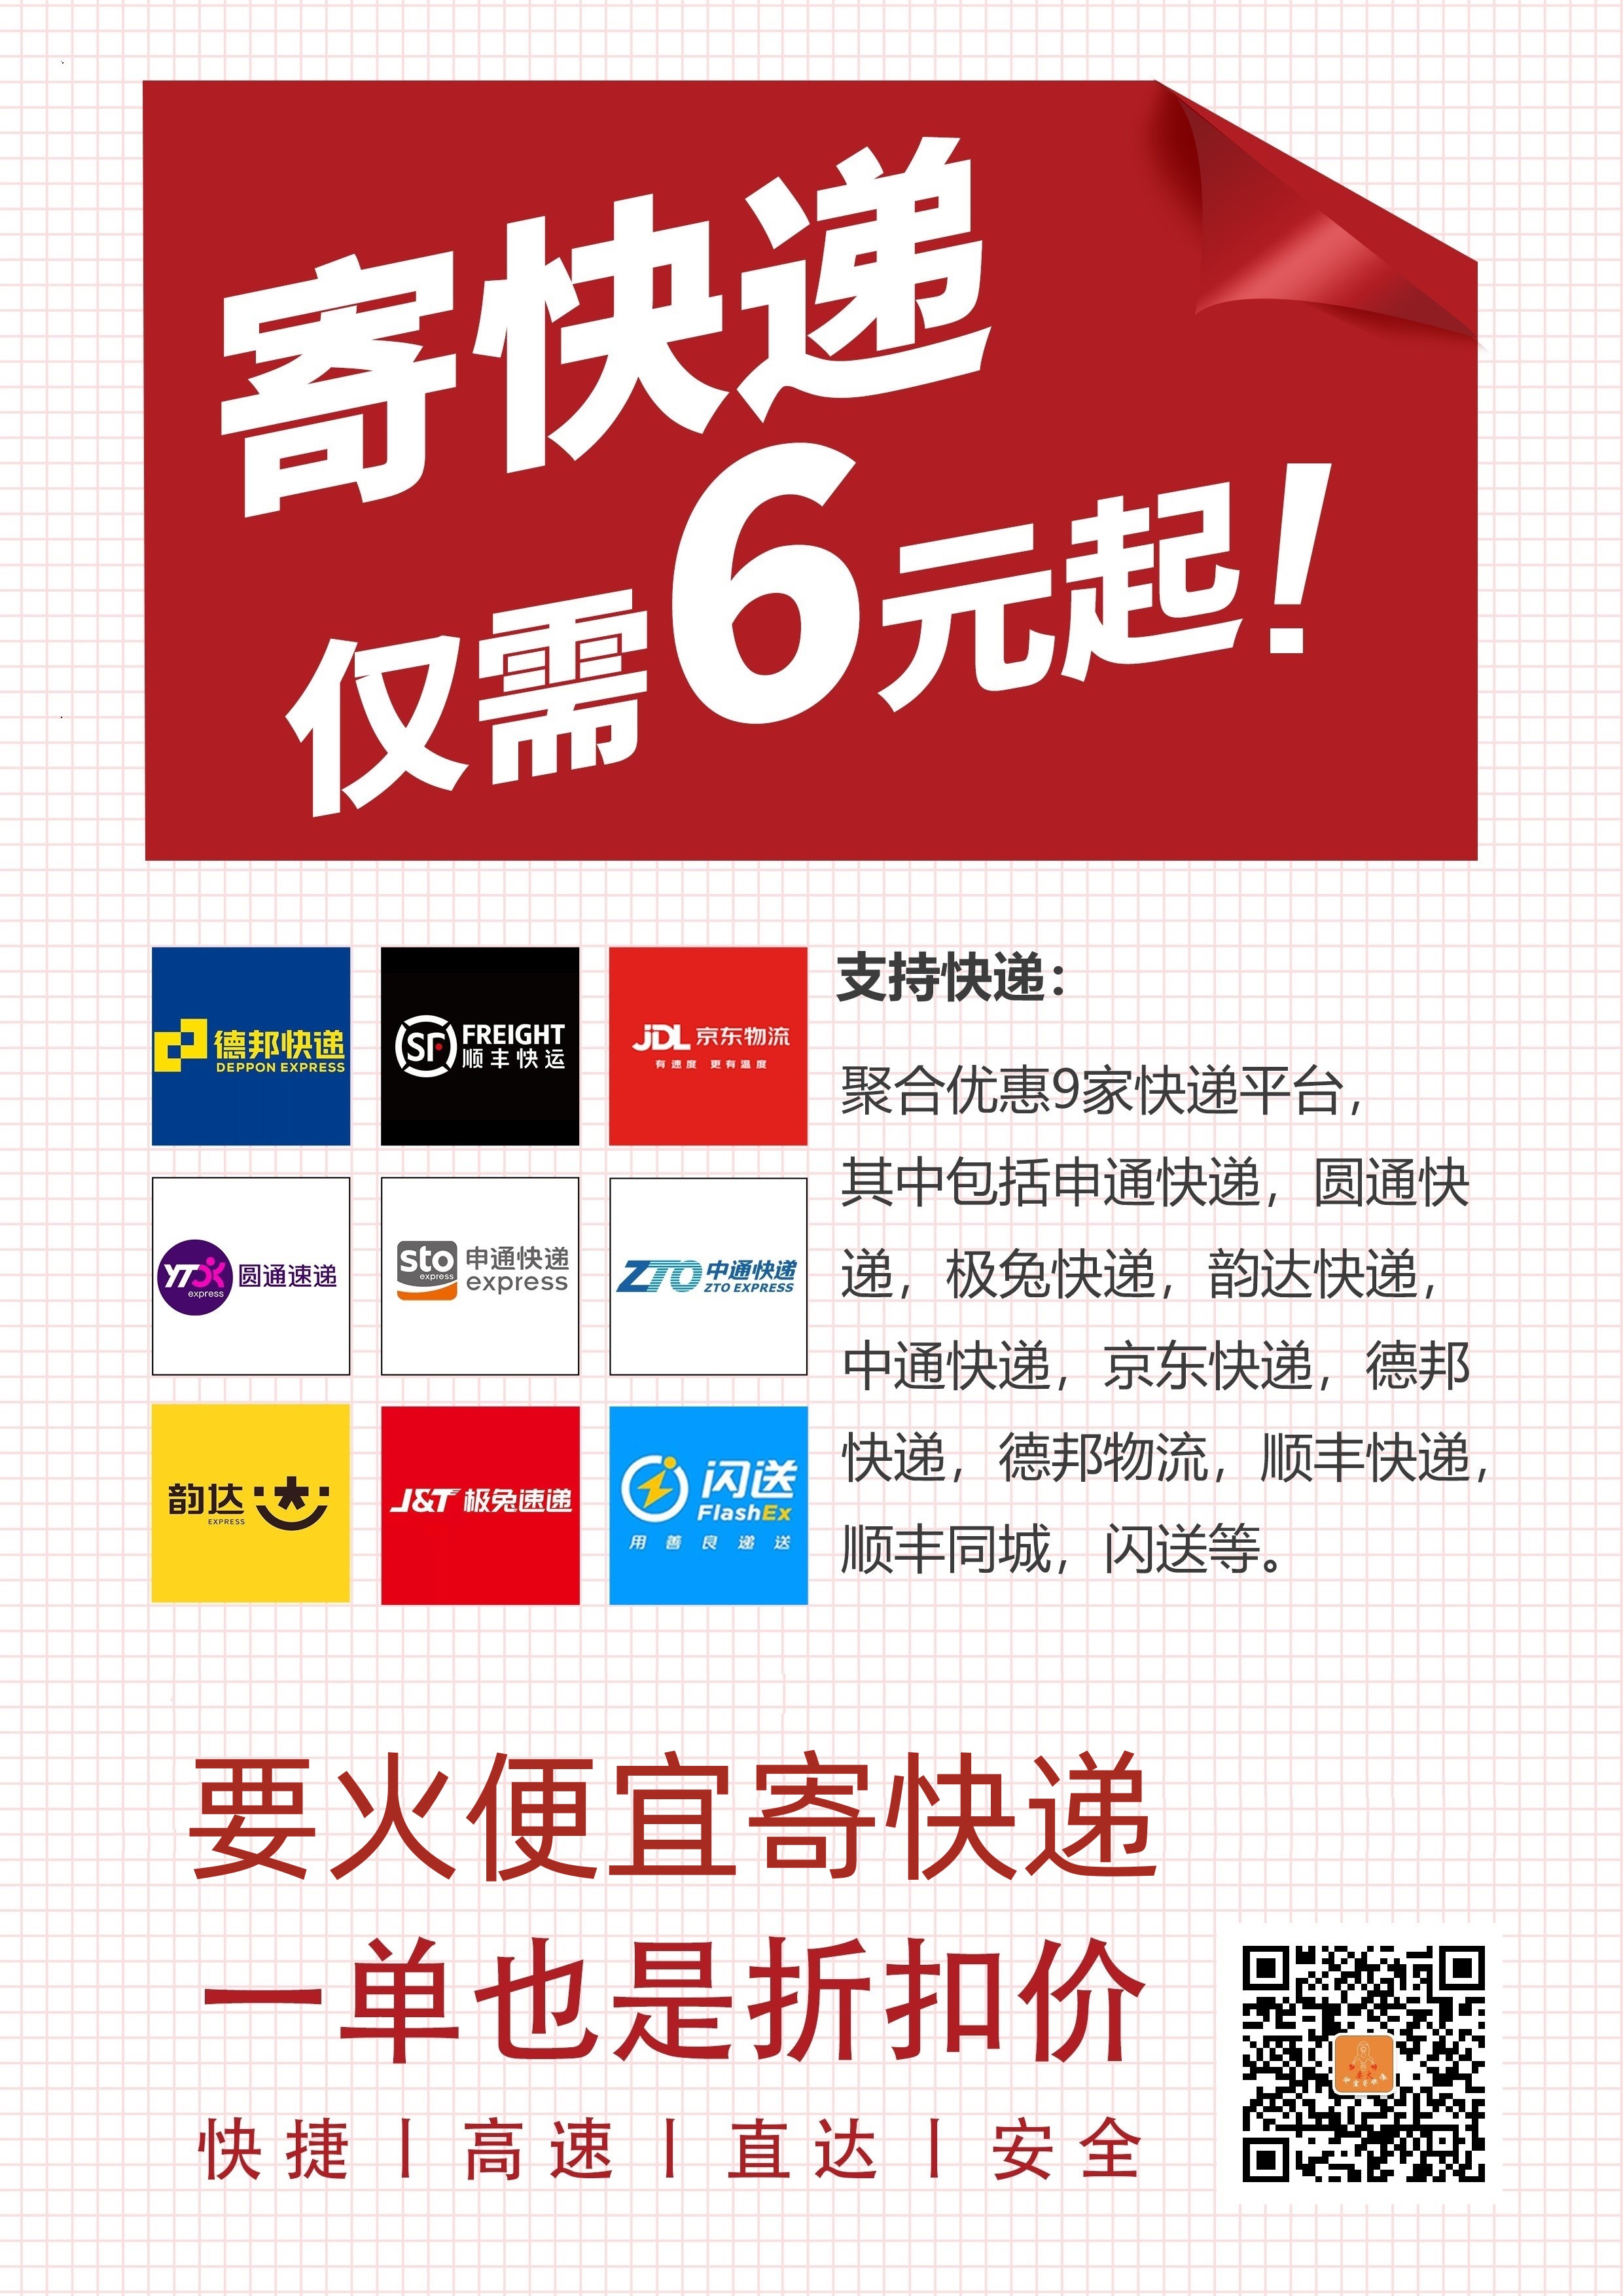 寄快递
仅需6元起！
德邦快递
DEPPON EXPRESS
SF FREIGHT
顺丰快运
JDL 京东物流
有速度 更有温度
YTO express 圆通速递
sto express 申通快递
express
ZTO 中通快递
ZTO EXPRESS
韵达
EXPRESS
J&T 极兔速递
闪送
FlashEx
用善良递送
支持快递：
聚合优惠9家快递平台，
其中包括申通快递，圆通快
递，极兔快递，韵达快递，
中通快递，京东快递，德邦
快递，德邦物流，顺丰快递，
顺丰同城，闪送等。
要火便宜寄快递
一单也是折扣价
快捷丨高速丨直达丨安全